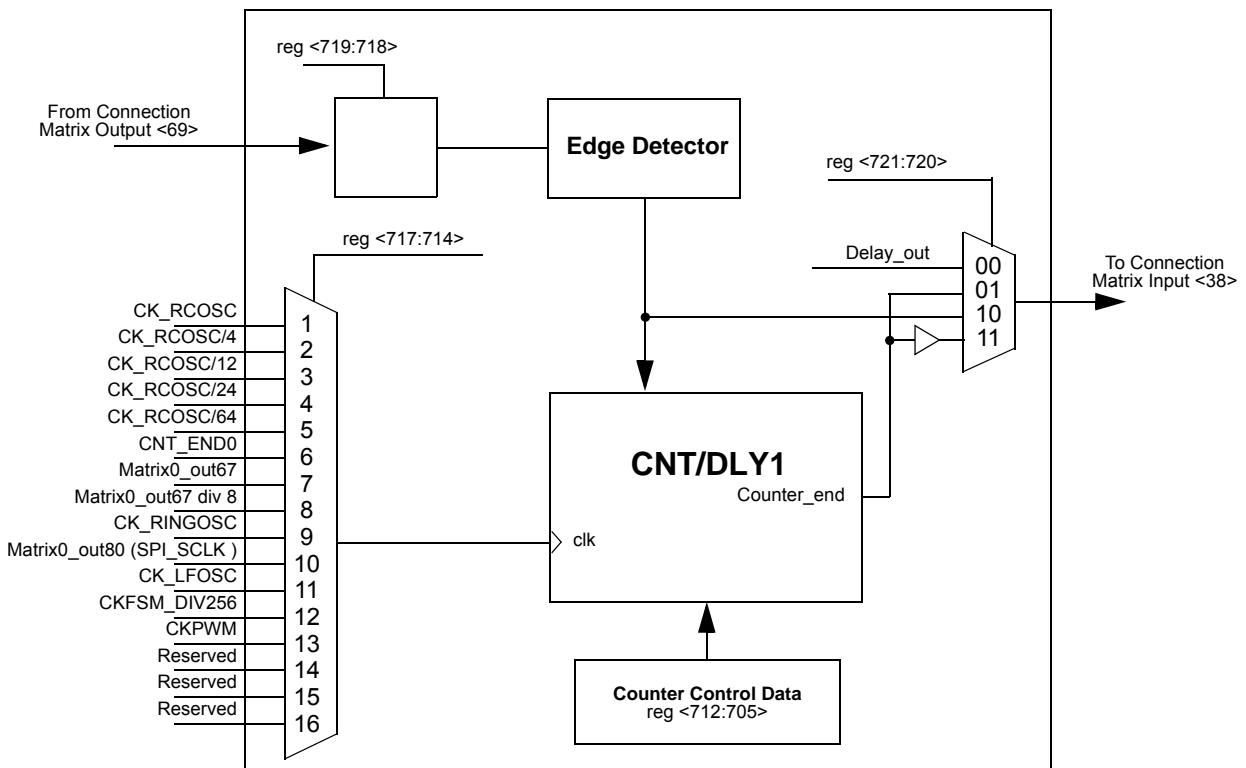 reg <719:718>
From Connection
Matrix Output <69>
Edge Detector
reg <721:720>
reg <717:714>
Delay_out
00
01
10
11
To Connection
Matrix Input <38>
CK_RCOSC
1
CK_RCOSC/4
2
CK_RCOSC/12
3
CK_RCOSC/24
4
CK_RCOSC/64
5
CNT_END0
6
Matrix0_out67
7
Matrix0_out67 div 8
8
CK_RINGOSC
9
Matrix0_out80 (SPI_SCLK )
10
CK_LFOSC
11
CKFSM_DIV256
12
CKPWM
13
Reserved
14
Reserved
15
Reserved
16
CNT/DLY1
Counter_end
clk
Counter Control Data
reg <712:705>